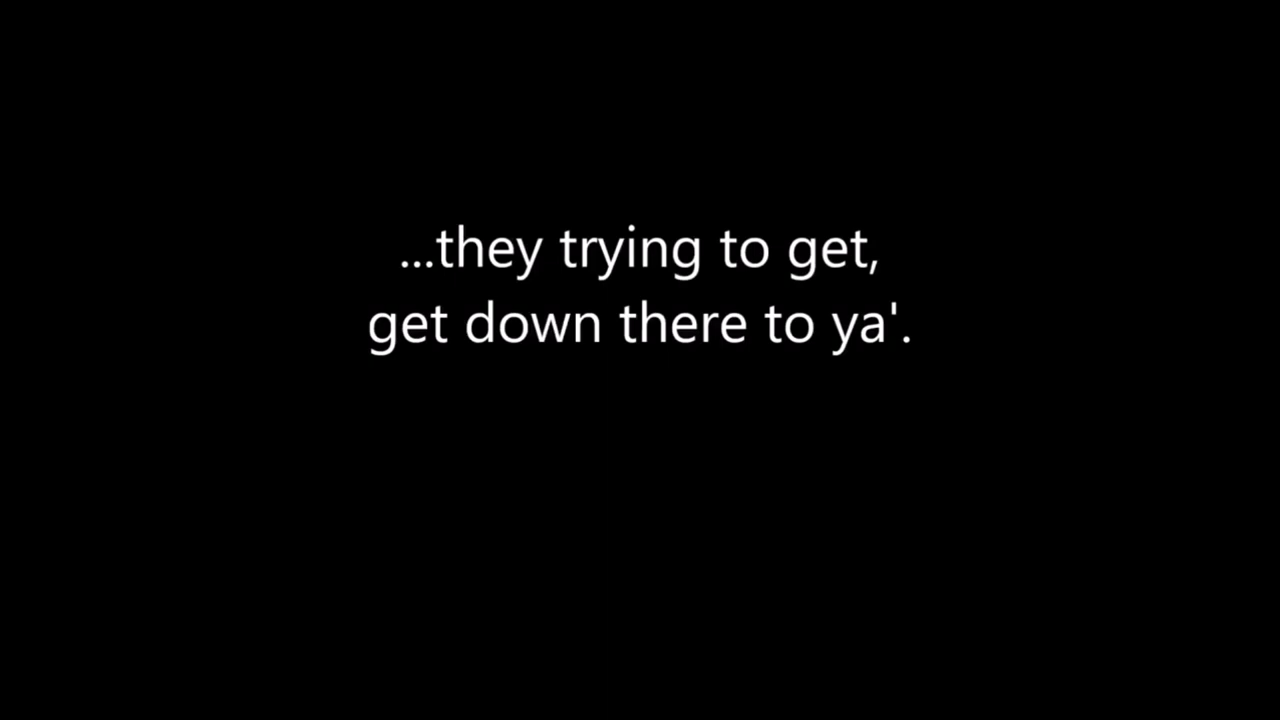 ...they trying to get,
get down there to ya'.